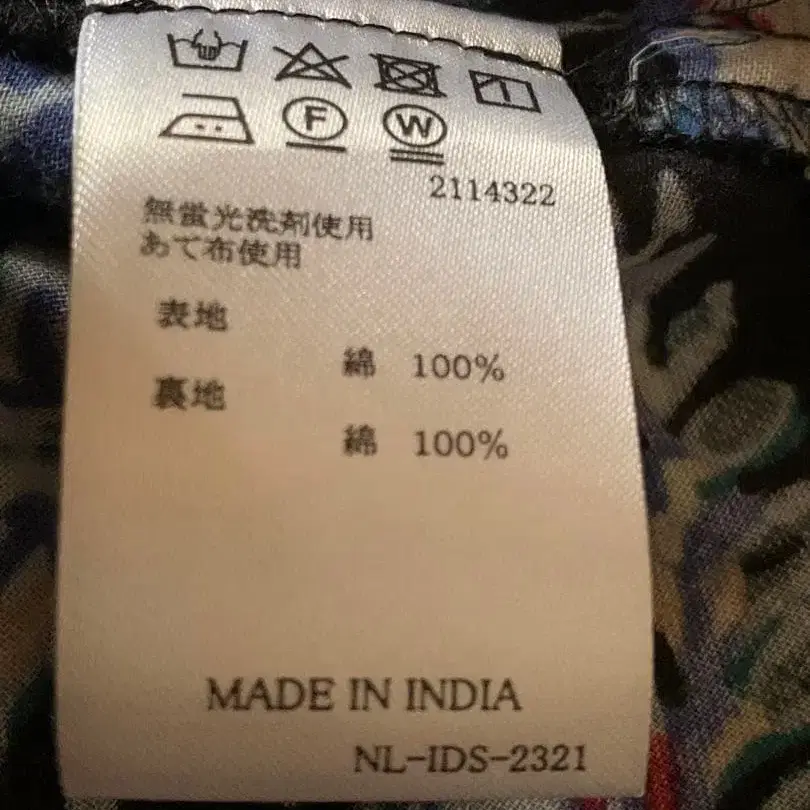 F W
2114322
無蛍光洗剤使用
あて布使用
表地
綿 100%
裏地
綿 100%
MADE IN INDIA
NL-IDS-2321